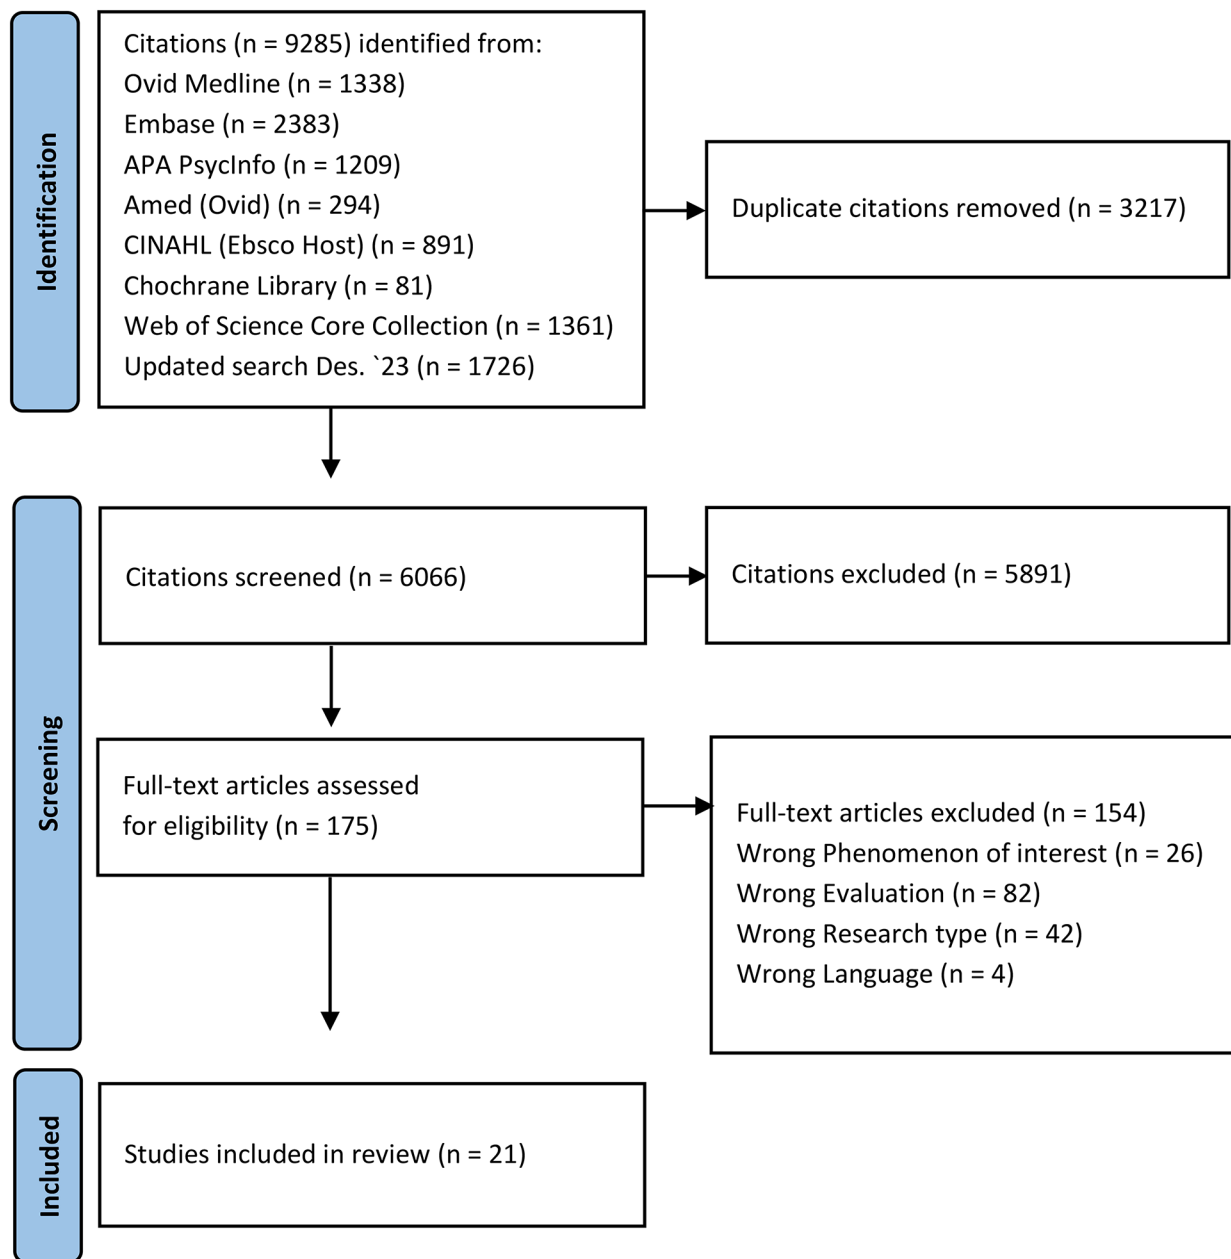 Identification
Citations (n = 9285) identified from:
Ovid Medline (n = 1338)
Embase (n = 2383)
APA PsycInfo (n = 1209)
Amed (Ovid) (n = 294)
CINAHL (Ebsco Host) (n = 891)
Chochrane Library (n = 81)
Web of Science Core Collection (n = 1361)
Updated search Des. `23 (n = 1726)
Duplicate citations removed (n = 3217)
Screening
Citations screened (n = 6066)
Citations excluded (n = 5891)
Full-text articles assessed
for eligibility (n = 175)
Full-text articles excluded (n = 154)
Wrong Phenomenon of interest (n = 26)
Wrong Evaluation (n = 82)
Wrong Research type (n = 42)
Wrong Language (n = 4)
Included
Studies included in review (n = 21)